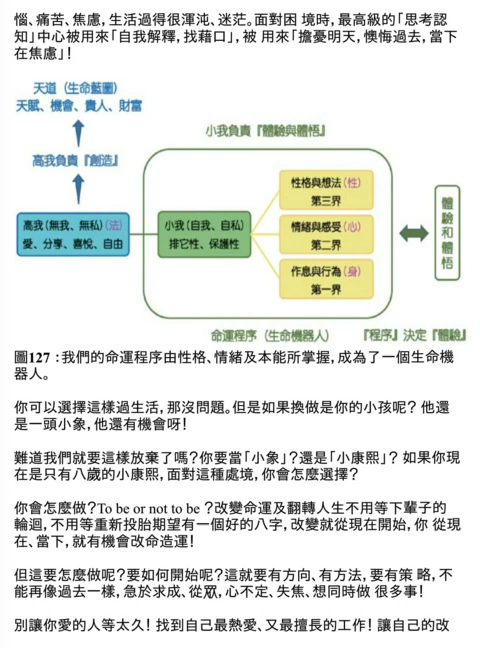 惱、痛苦、焦慮，生活過得很渾沌、迷茫。面對困 境時，最高級的「思考認
知」中心被用來「自我解釋，找藉口」，被 用來「擔憂明天，懊悔過去，當下
在焦慮」！
天道（生命藍圖）
天賦、機會、貴人、財富
小我負責『體驗與體悟』
高我負責『創造』
性格與想法（性）
第三界
高我（無我、無私）（法）
愛、分享、喜悅、自由
小我（自我、自私）
排它性、保護性
情緒與感受（心）
第二界
作息與行為（身）
第一界
體驗和體悟
命運程序（生命機器人）
『程序』決定『體驗』
圖127：我們的命運程序由性格、情緒及本能所掌握，成為了一個生命機
器人。
你可以選擇這樣過生活，那沒問題。但是如果換做是你的小孩呢？他還
是一頭小象，他還有機會呀！
難道我們就要這樣放棄了嗎？你要當「小象」？還是「小康熙」？如果你現
在是只有八歲的小康熙，面對這種處境，你會怎麼選擇？
你會怎麼做？To be or not to be？改變命運及翻轉人生不用等下輩子的
輪迴，不用等重新投胎期望有一個好的八字，改變就從現在開始，你 從現
在、當下，就有機會改命造運！
但這要怎麼做呢？要如何開始呢？這就要有方向、有方法，要有策 略，不
能再像過去一樣，急於求成、從眾，心不定、失焦、想同時做 很多事！
別讓你愛的人等太久！找到自己最熱愛、又最擅長的工作！讓自己的改